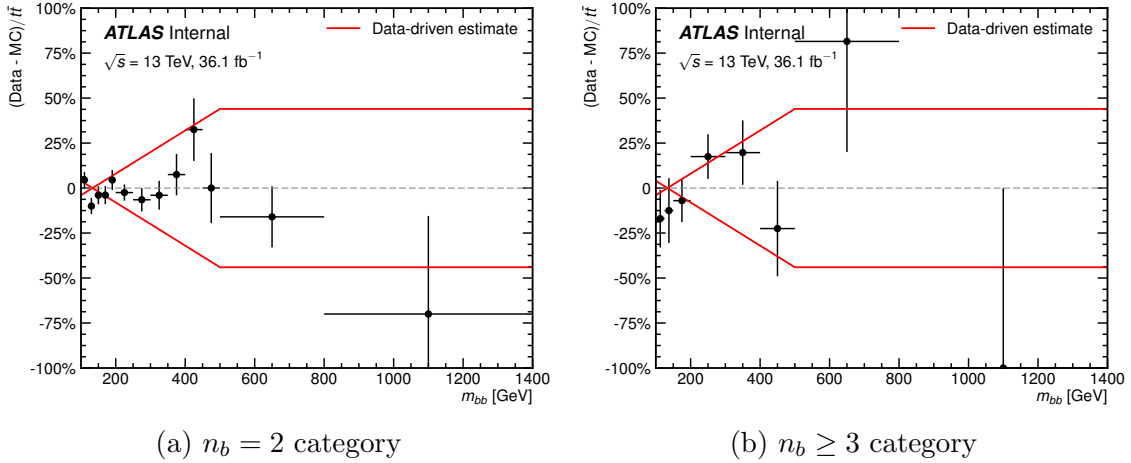 (Data - MC)/tt̄
100%
75%
50%
25%
0
-25%
-50%
-75%
-100%
ATLAS Internal
√s = 13 TeV, 36.1 fb⁻¹
Data-driven estimate
200 400 600 800 1000 1200 1400
m_bb [GeV]
(a) n_b = 2 category
(Data - MC)/tt̄
100%
75%
50%
25%
0
-25%
-50%
-75%
-100%
ATLAS Internal
√s = 13 TeV, 36.1 fb⁻¹
Data-driven estimate
200 400 600 800 1000 1200 1400
m_bb [GeV]
(b) n_b ≥ 3 category